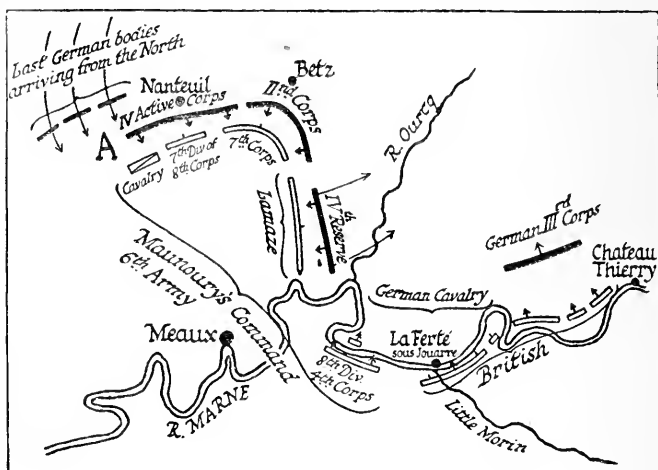 Last German bodies
arriving from the North
Betz
Nanteuil
IV Active Corps
IInd Corps
A
Cavalry
7th Div of
8th Corps
7th Corps
R. Ourcq
Lamaze
IVth Reserve
German IIIrd Corps
Chateau
Thierry
Maunoury's Command
6th Army
German Cavalry
Meaux
La Ferté
sous Jouarre
British
8th Div.
4th Corps
R. MARNE
Little Morin